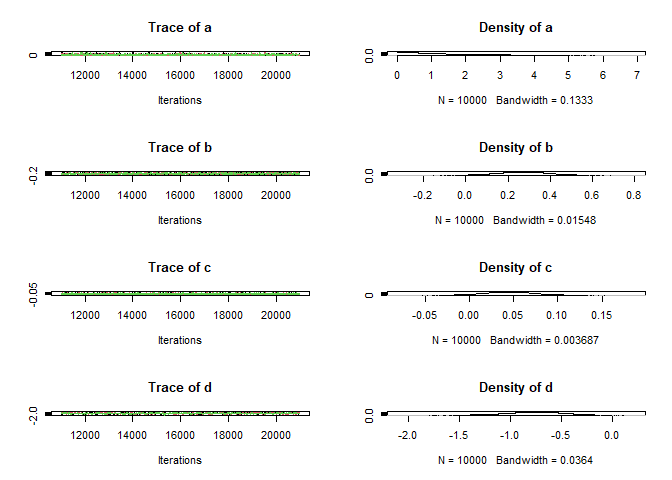 Trace of a
0
12000 14000 16000 18000 20000
Iterations
Density of a
0.0
0 1 2 3 4 5 6 7
N = 10000 Bandwidth = 0.1333
Trace of b
-0.2
12000 14000 16000 18000 20000
Iterations
Density of b
0.0
-0.2 0.0 0.2 0.4 0.6 0.8
N = 10000 Bandwidth = 0.01548
Trace of c
-0.05
12000 14000 16000 18000 20000
Iterations
Density of c
0
-0.05 0.00 0.05 0.10 0.15
N = 10000 Bandwidth = 0.003687
Trace of d
-2.0
12000 14000 16000 18000 20000
Iterations
Density of d
0.0
-2.0 -1.5 -1.0 -0.5 0.0
N = 10000 Bandwidth = 0.0364